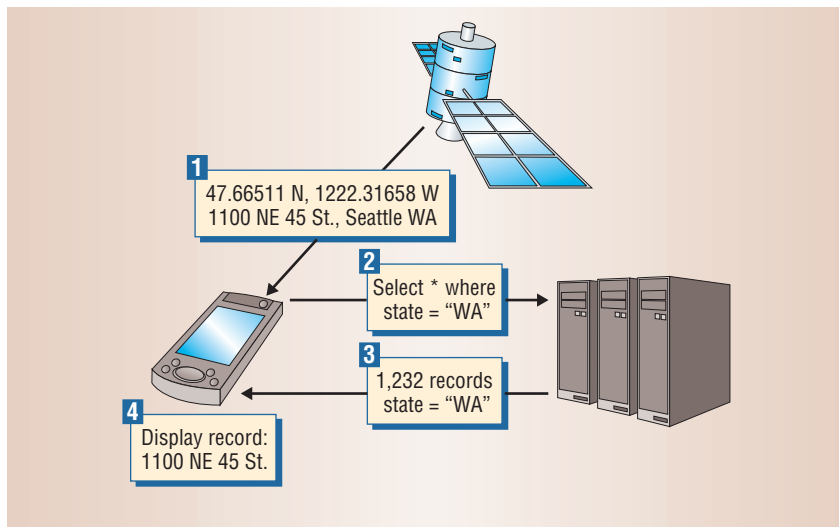 1
47.66511 N, 1222.31658 W
1100 NE 45 St., Seattle WA
2
Select * where
state = “WA”
3
1,232 records
state = “WA”
4
Display record:
1100 NE 45 St.